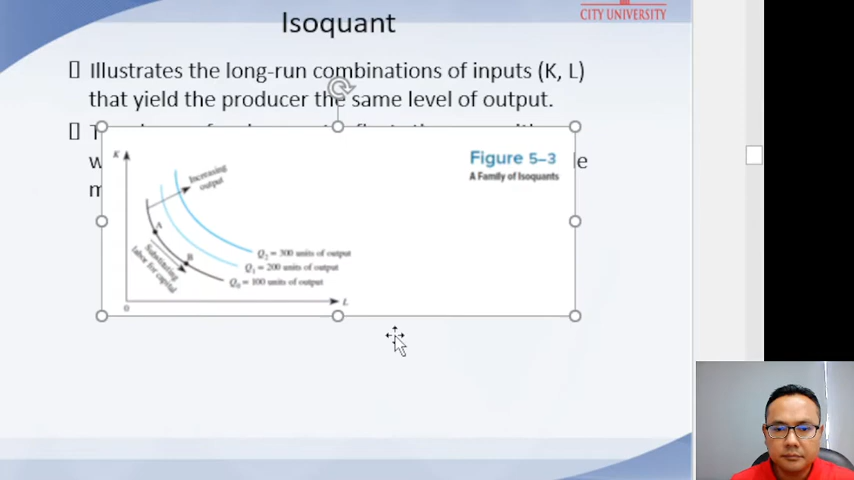 Isoquant
CITY UNIVERSITY
▯ Illustrates the long-run combinations of inputs (K, L)
that yield the producer the same level of output.
▯ T
w le
m
Figure 5–3
A Family of Isoquants
K
Increasing
output
A
B
Substituting
labor for capital
Q₂ = 300 units of output
Q₁ = 200 units of output
Q₀ = 100 units of output
L
0